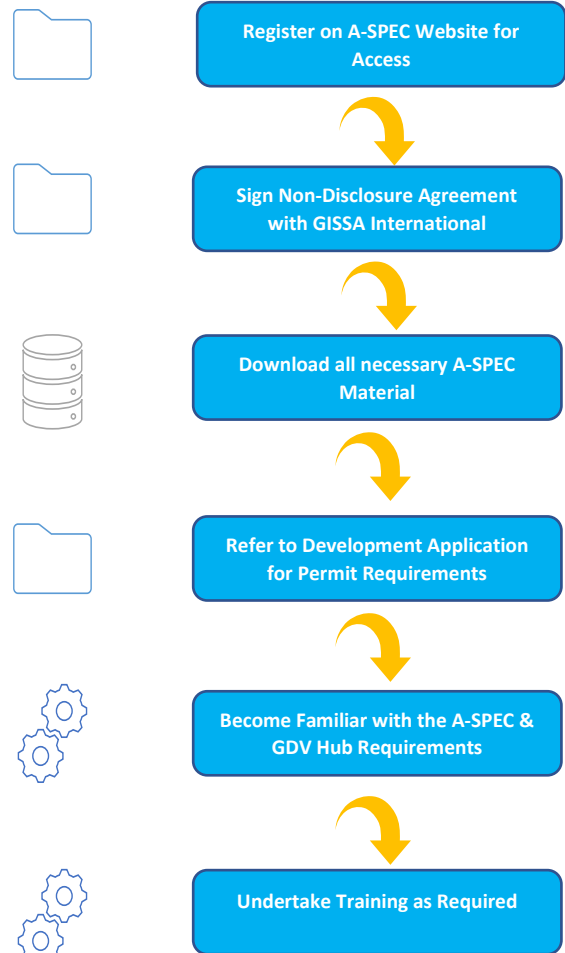 Register on A-SPEC Website for
Access
Sign Non-Disclosure Agreement
with GISSA International
Download all necessary A-SPEC
Material
Refer to Development Application
for Permit Requirements
Become Familiar with the A-SPEC &
GDV Hub Requirements
Undertake Training as Required